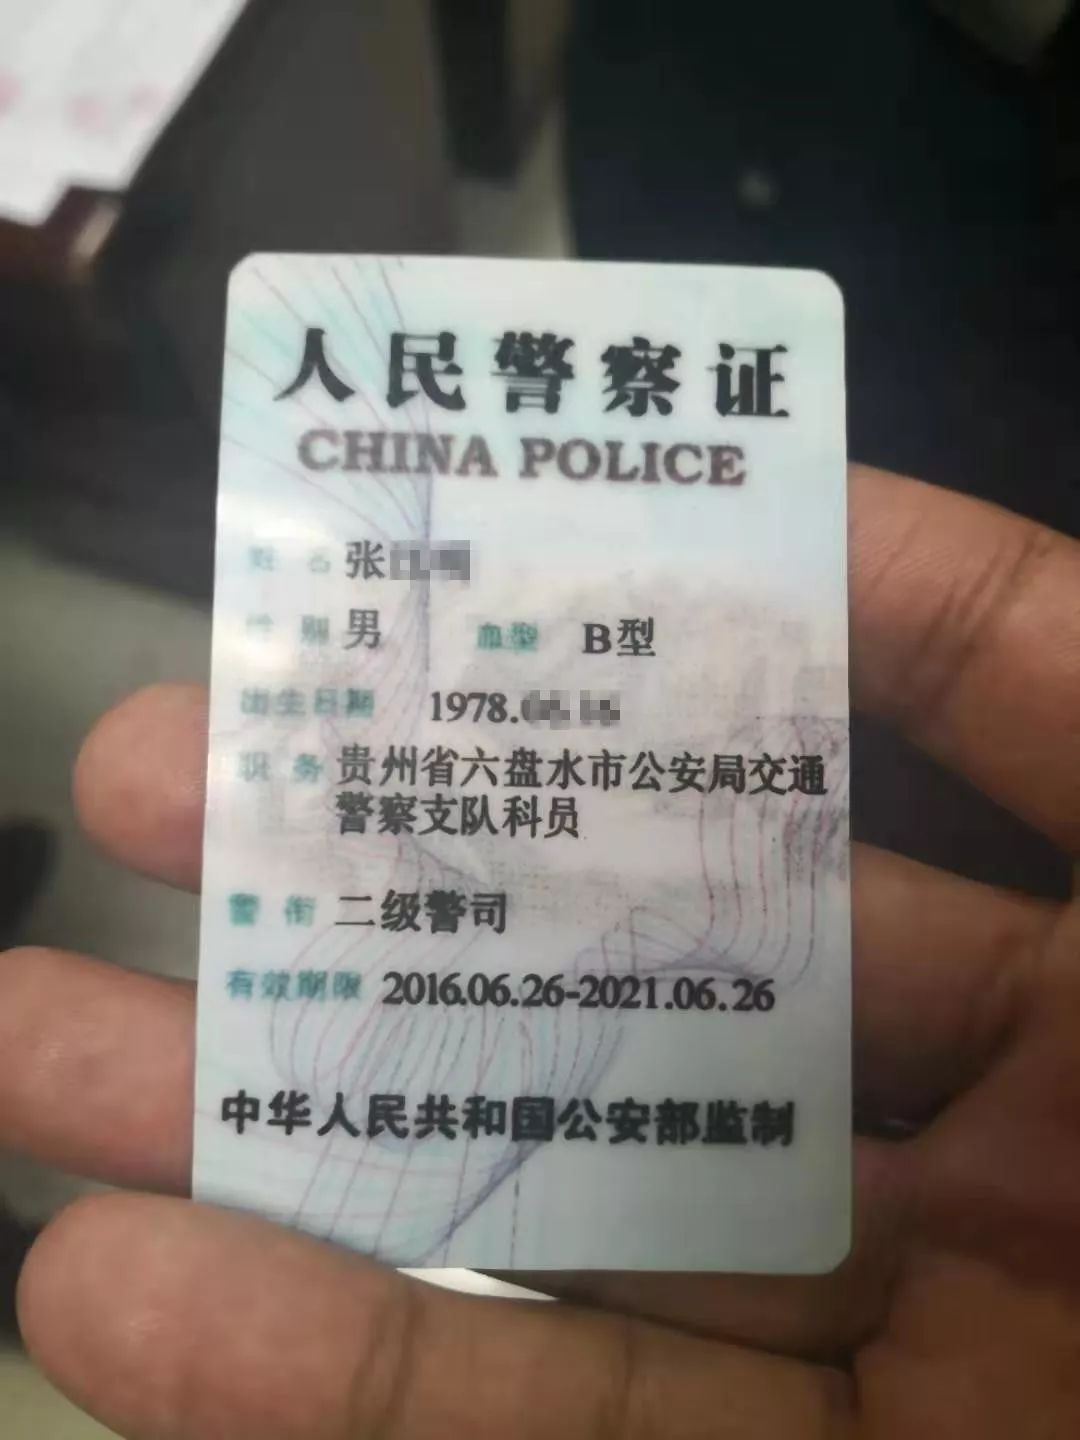 人民警察证
CHINA POLICE
姓 名 张
性 别 男 血型 B型
出生日期 1978.
职 务 贵州省六盘水市公安局交通
警察支队科员
警 衔 二级警司
有效期限 2016.06.26-2021.06.26
中华人民共和国公安部监制